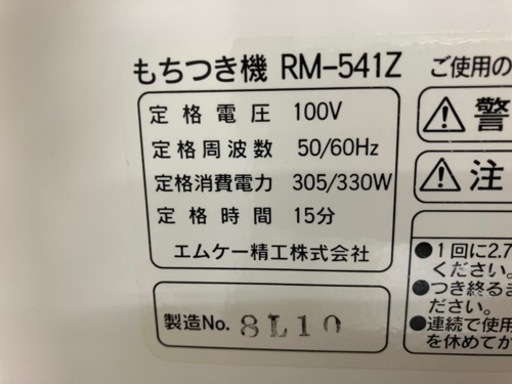 もちつき機 RM-541Z
定格電圧 100V
定格周波数 50/60Hz
定格消費電力 305/330W
定格時間 15分
エムケー精工株式会社
製造No. 8L10
ご使用の
⚠警
⚠注
●1回に2.7
ください。
●つき終るま
ださい。
●連続で使用
を休めてか